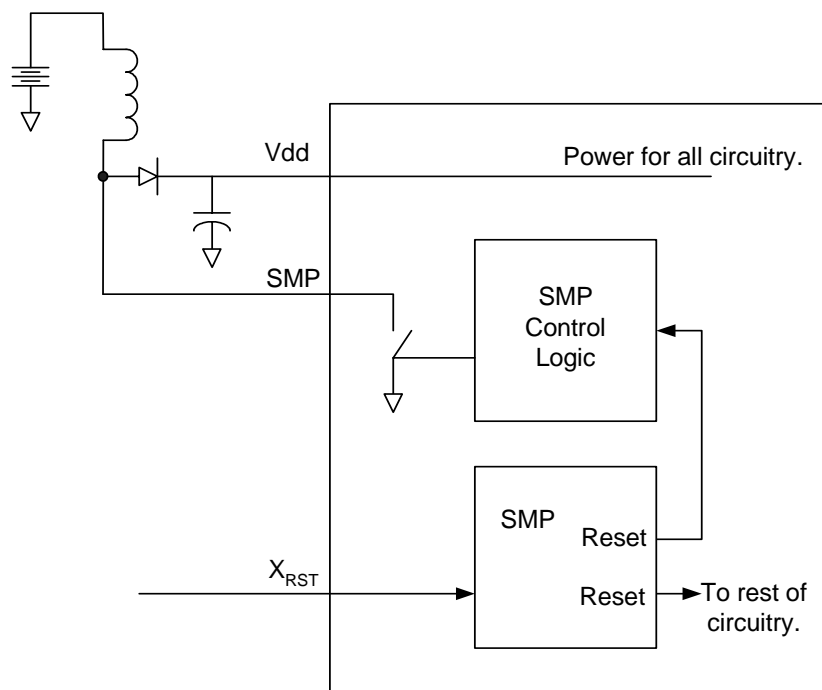 Vdd
Power for all circuitry.
SMP
SMP
Control
Logic
SMP
Reset
XRST
Reset
To rest of
circuitry.